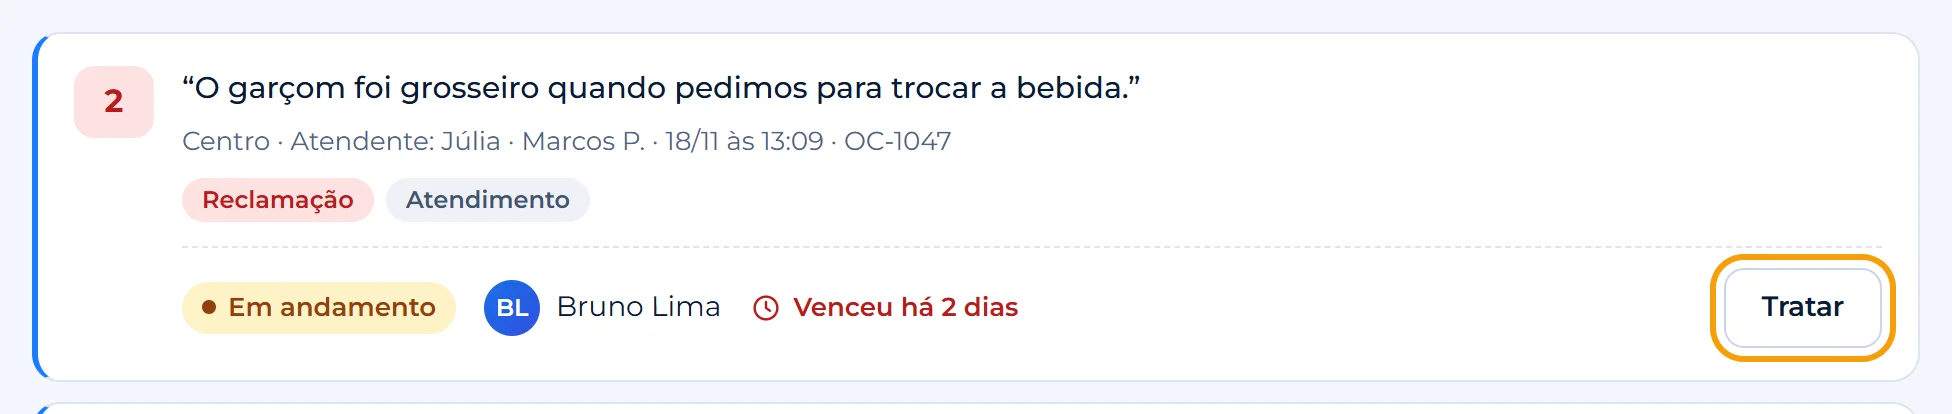 2
“O garçom foi grosseiro quando pedimos para trocar a bebida.”
Centro · Atendente: Júlia · Marcos P. · 18/11 às 13:09 · OC-1047
Reclamação Atendimento
Em andamento BL Bruno Lima Venceu há 2 dias Tratar